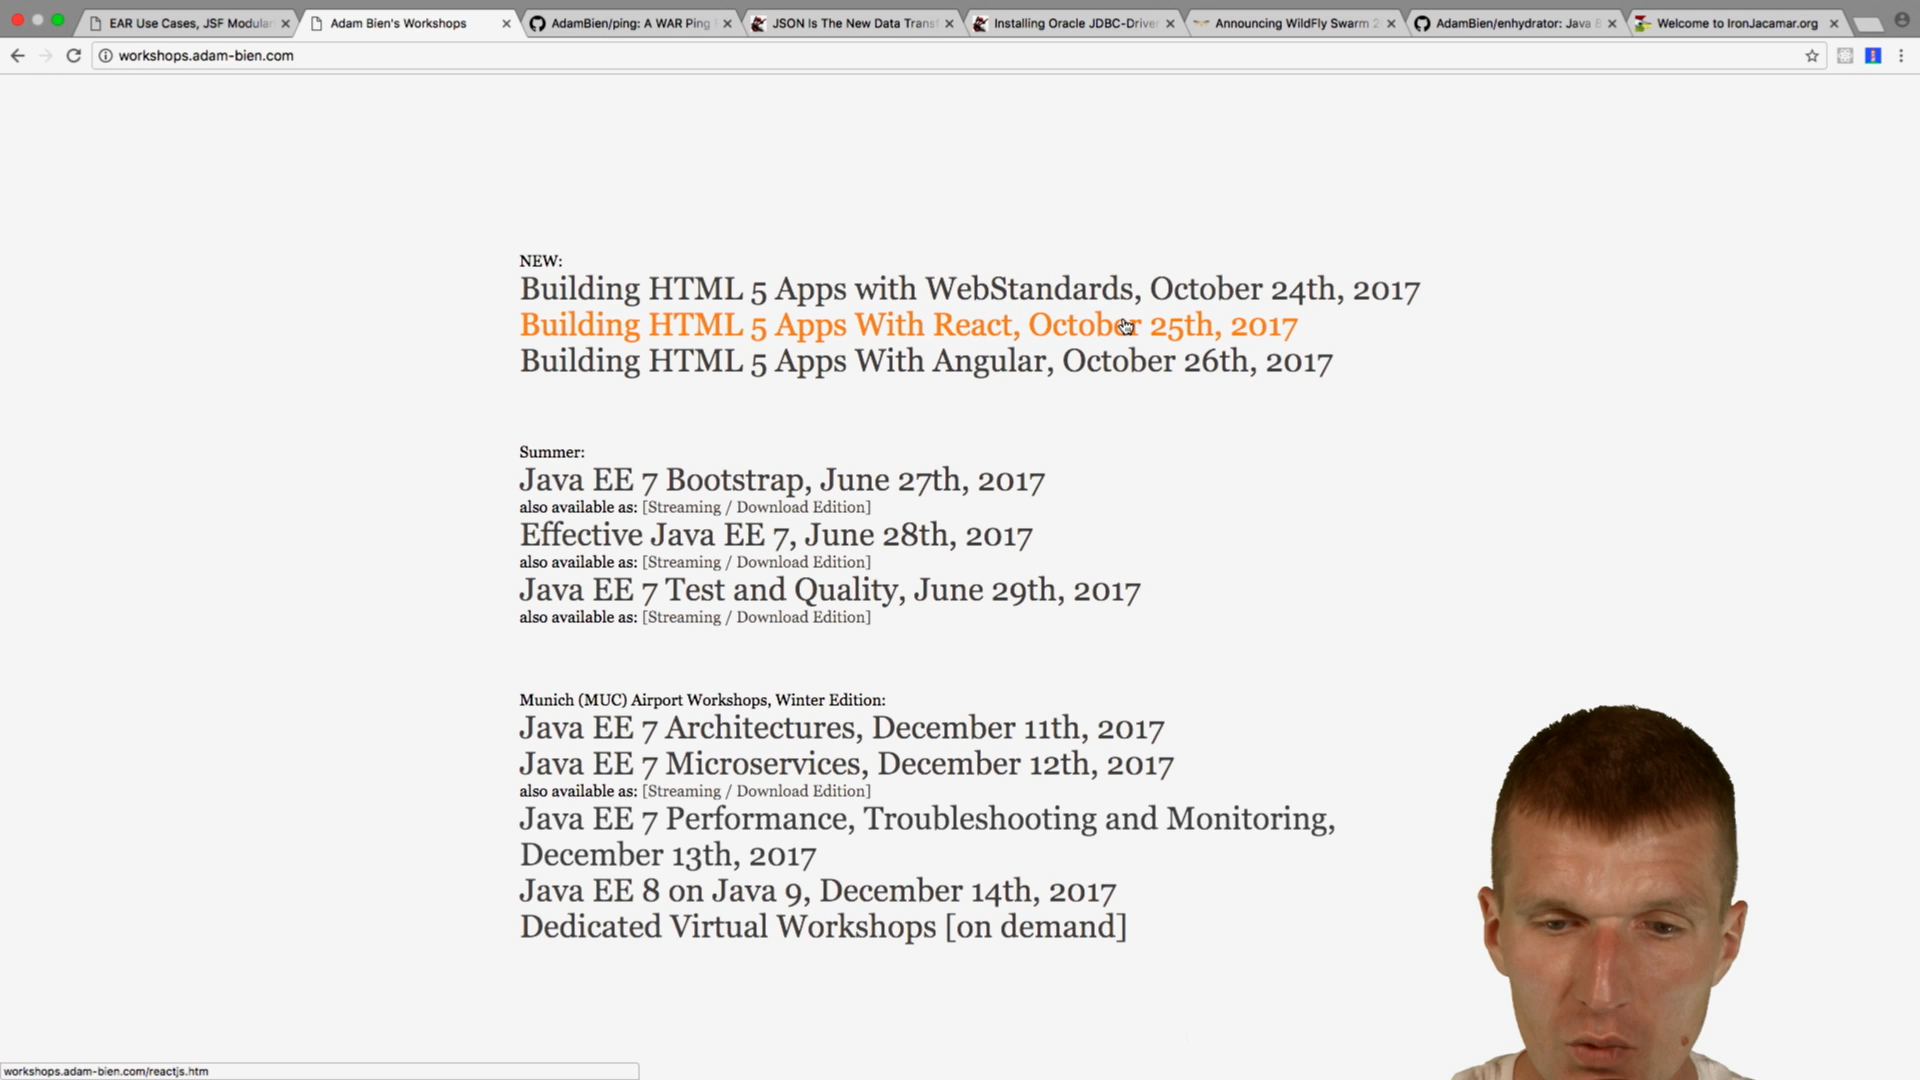 EAR Use Cases, JSF Modular
Adam Bien's Workshops
AdamBien/ping: A WAR Ping
JSON Is The New Data Transf
Installing Oracle JDBC-Driver
Announcing WildFly Swarm 2
AdamBien/enhydrator: Java 8
Welcome to IronJacamar.org
workshops.adam-bien.com
NEW:
Building HTML 5 Apps with WebStandards, October 24th, 2017
Building HTML 5 Apps With React, October 25th, 2017
Building HTML 5 Apps With Angular, October 26th, 2017
Summer:
Java EE 7 Bootstrap, June 27th, 2017
also available as: [Streaming / Download Edition]
Effective Java EE 7, June 28th, 2017
also available as: [Streaming / Download Edition]
Java EE 7 Test and Quality, June 29th, 2017
also available as: [Streaming / Download Edition]
Munich (MUC) Airport Workshops, Winter Edition:
Java EE 7 Architectures, December 11th, 2017
Java EE 7 Microservices, December 12th, 2017
also available as: [Streaming / Download Edition]
Java EE 7 Performance, Troubleshooting and Monitoring,
December 13th, 2017
Java EE 8 on Java 9, December 14th, 2017
Dedicated Virtual Workshops [on demand]
workshops.adam-bien.com/reactjs.htm